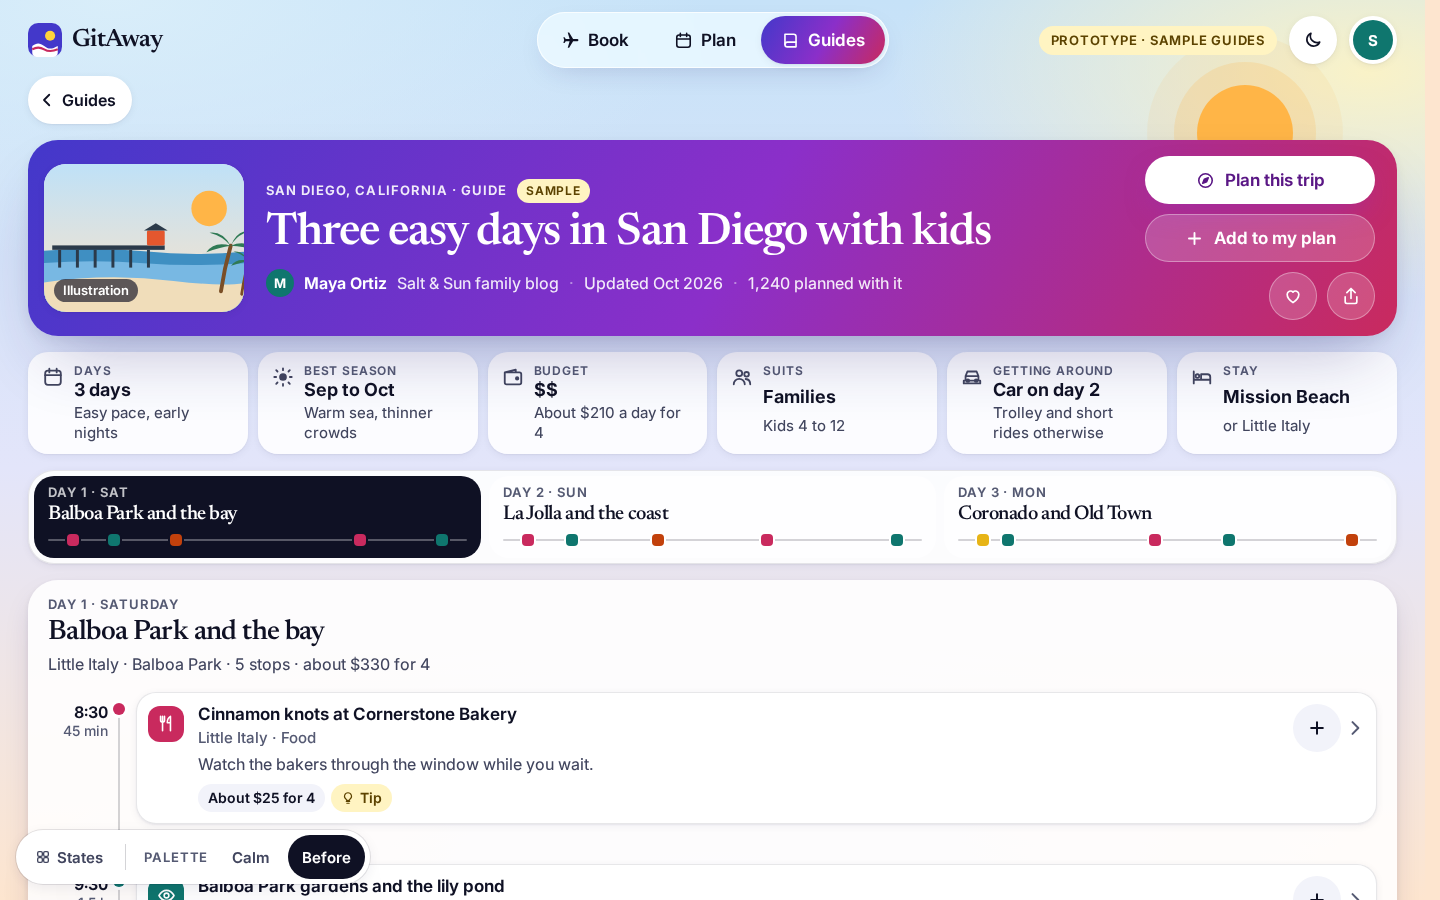 GitAway
Book
Plan
Guides
PROTOTYPE · SAMPLE GUIDES
S
Guides
SAN DIEGO, CALIFORNIA · GUIDE SAMPLE
Three easy days in San Diego with kids
M Maya Ortiz Salt & Sun family blog · Updated Oct 2026 · 1,240 planned with it
Illustration
Plan this trip
Add to my plan
DAYS
3 days
Easy pace, early
nights
BEST SEASON
Sep to Oct
Warm sea, thinner
crowds
BUDGET
$$
About $210 a day for
4
SUITS
Families
Kids 4 to 12
GETTING AROUND
Car on day 2
Trolley and short
rides otherwise
STAY
Mission Beach
or Little Italy
DAY 1 · SAT
Balboa Park and the bay
DAY 2 · SUN
La Jolla and the coast
DAY 3 · MON
Coronado and Old Town
DAY 1 · SATURDAY
Balboa Park and the bay
Little Italy · Balboa Park · 5 stops · about $330 for 4
8:30
45 min
Cinnamon knots at Cornerstone Bakery
Little Italy · Food
Watch the bakers through the window while you wait.
About $25 for 4
Tip
States
PALETTE
Calm
Before
9:30
Balboa Park gardens and the lily pond